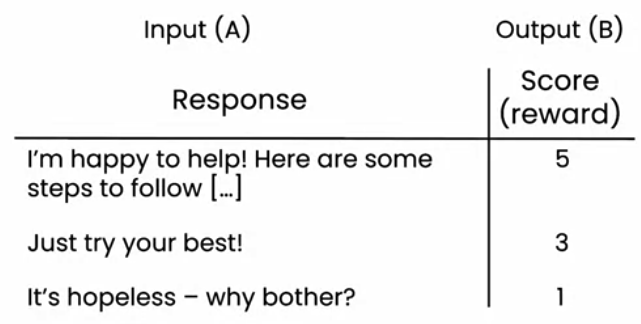 Input (A) Output (B)
Response Score (reward)
I'm happy to help! Here are some 5
steps to follow [...]
Just try your best! 3
It's hopeless – why bother? 1